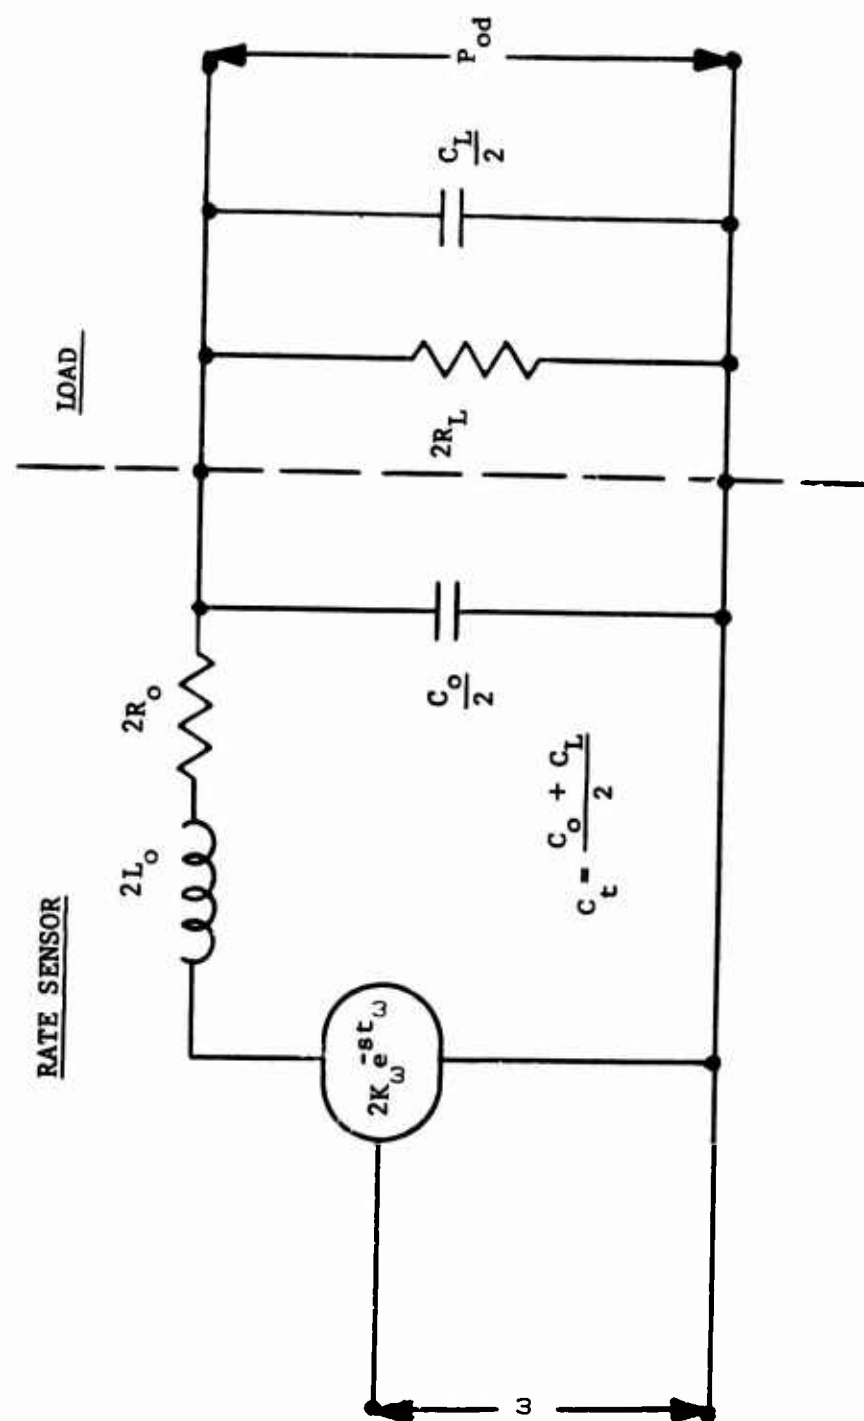 RATE SENSOR
LOAD
2L_o
2R_o
C_o/2
2R_L
C_L/2
P_od
2K_ω e^{-st_ω}
ω
C_t = (C_o + C_L)/2